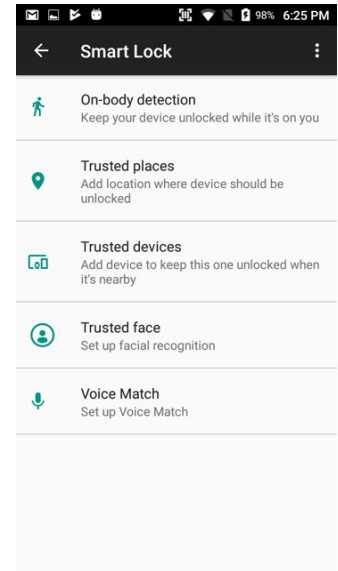 98% 6:25 PM
Smart Lock
On-body detection
Keep your device unlocked while it's on you
Trusted places
Add location where device should be
unlocked
Trusted devices
Add device to keep this one unlocked when
it's nearby
Trusted face
Set up facial recognition
Voice Match
Set up Voice Match